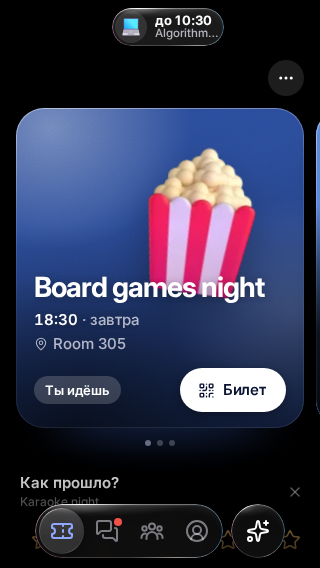 до 10:30
Algorithm...
Board games night
18:30 · завтра
Room 305
Ты идёшь
Билет
Как прошло?
Karaoke night